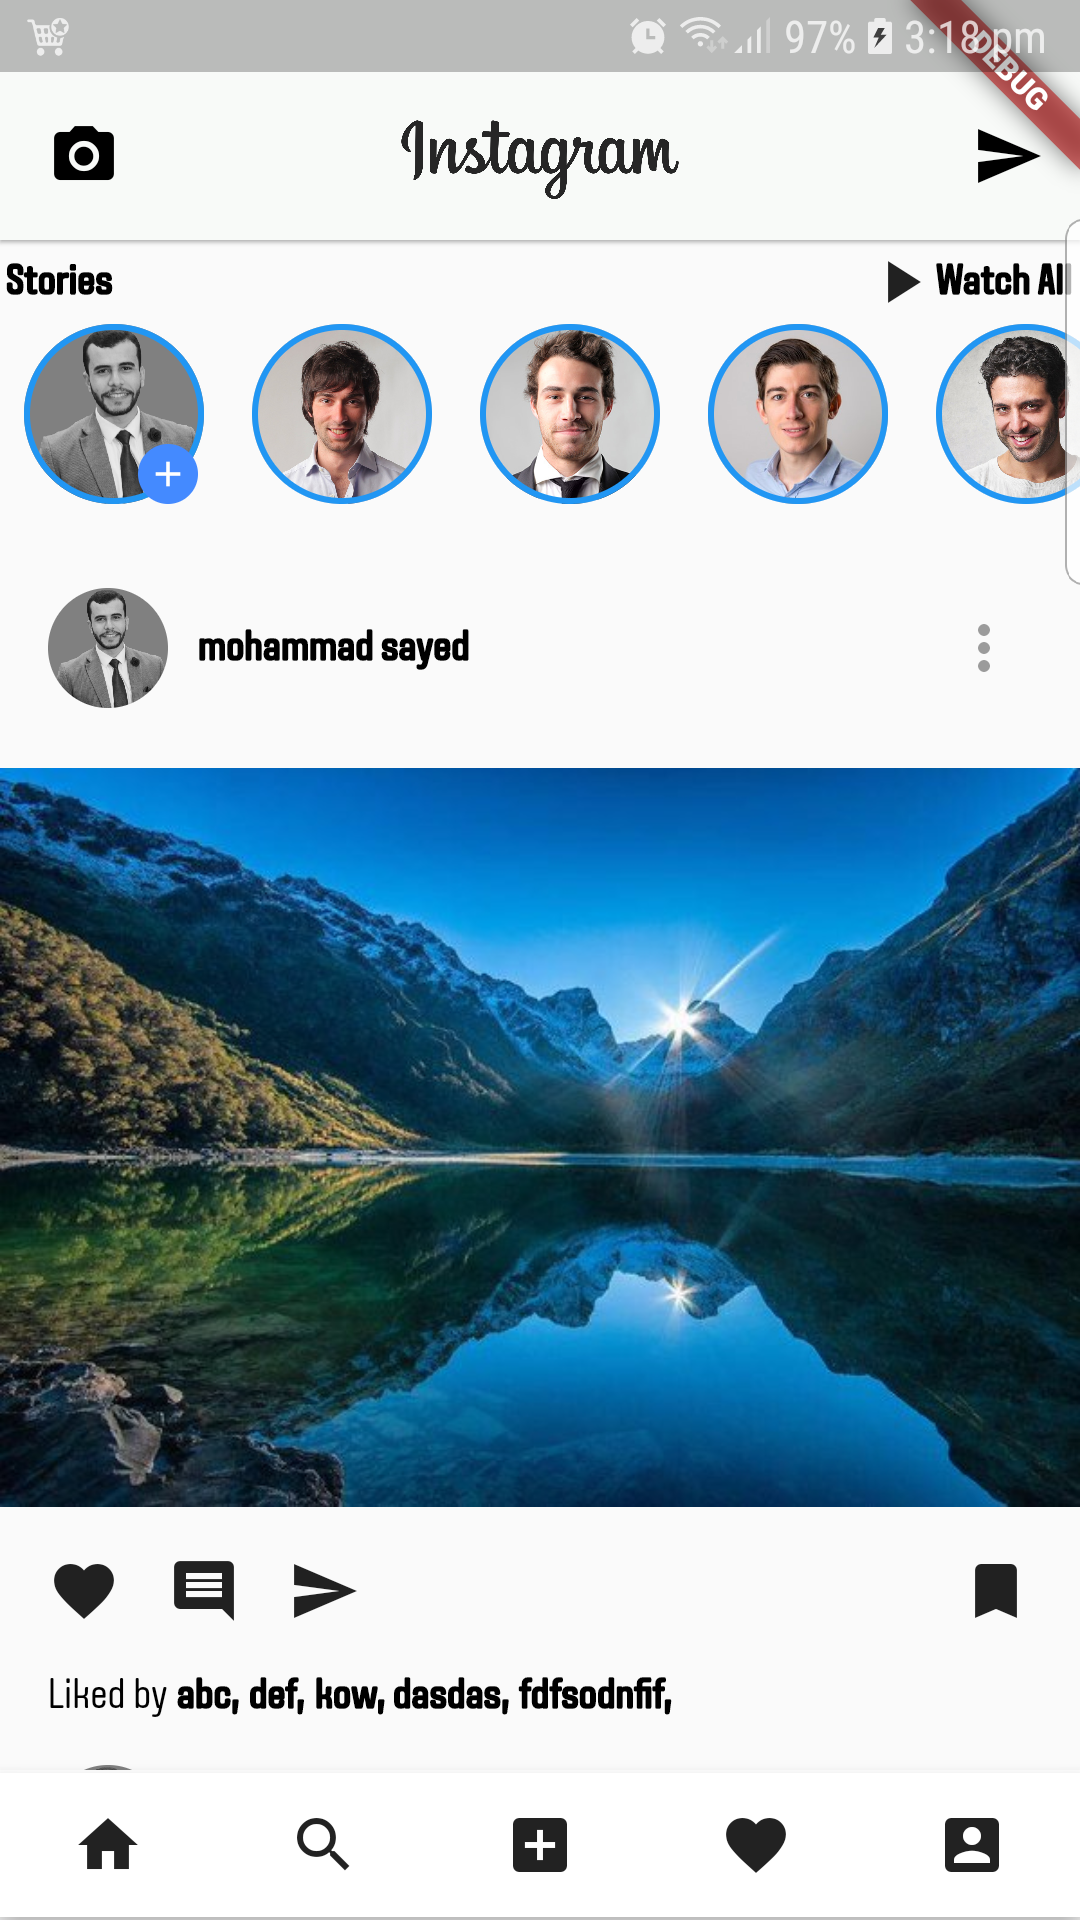 97% 3:18 pm
DEBUG
Instagram
Stories
Watch All
mohammad sayed
Liked by abc, def, kow, dasdas, fdfsodnfif,